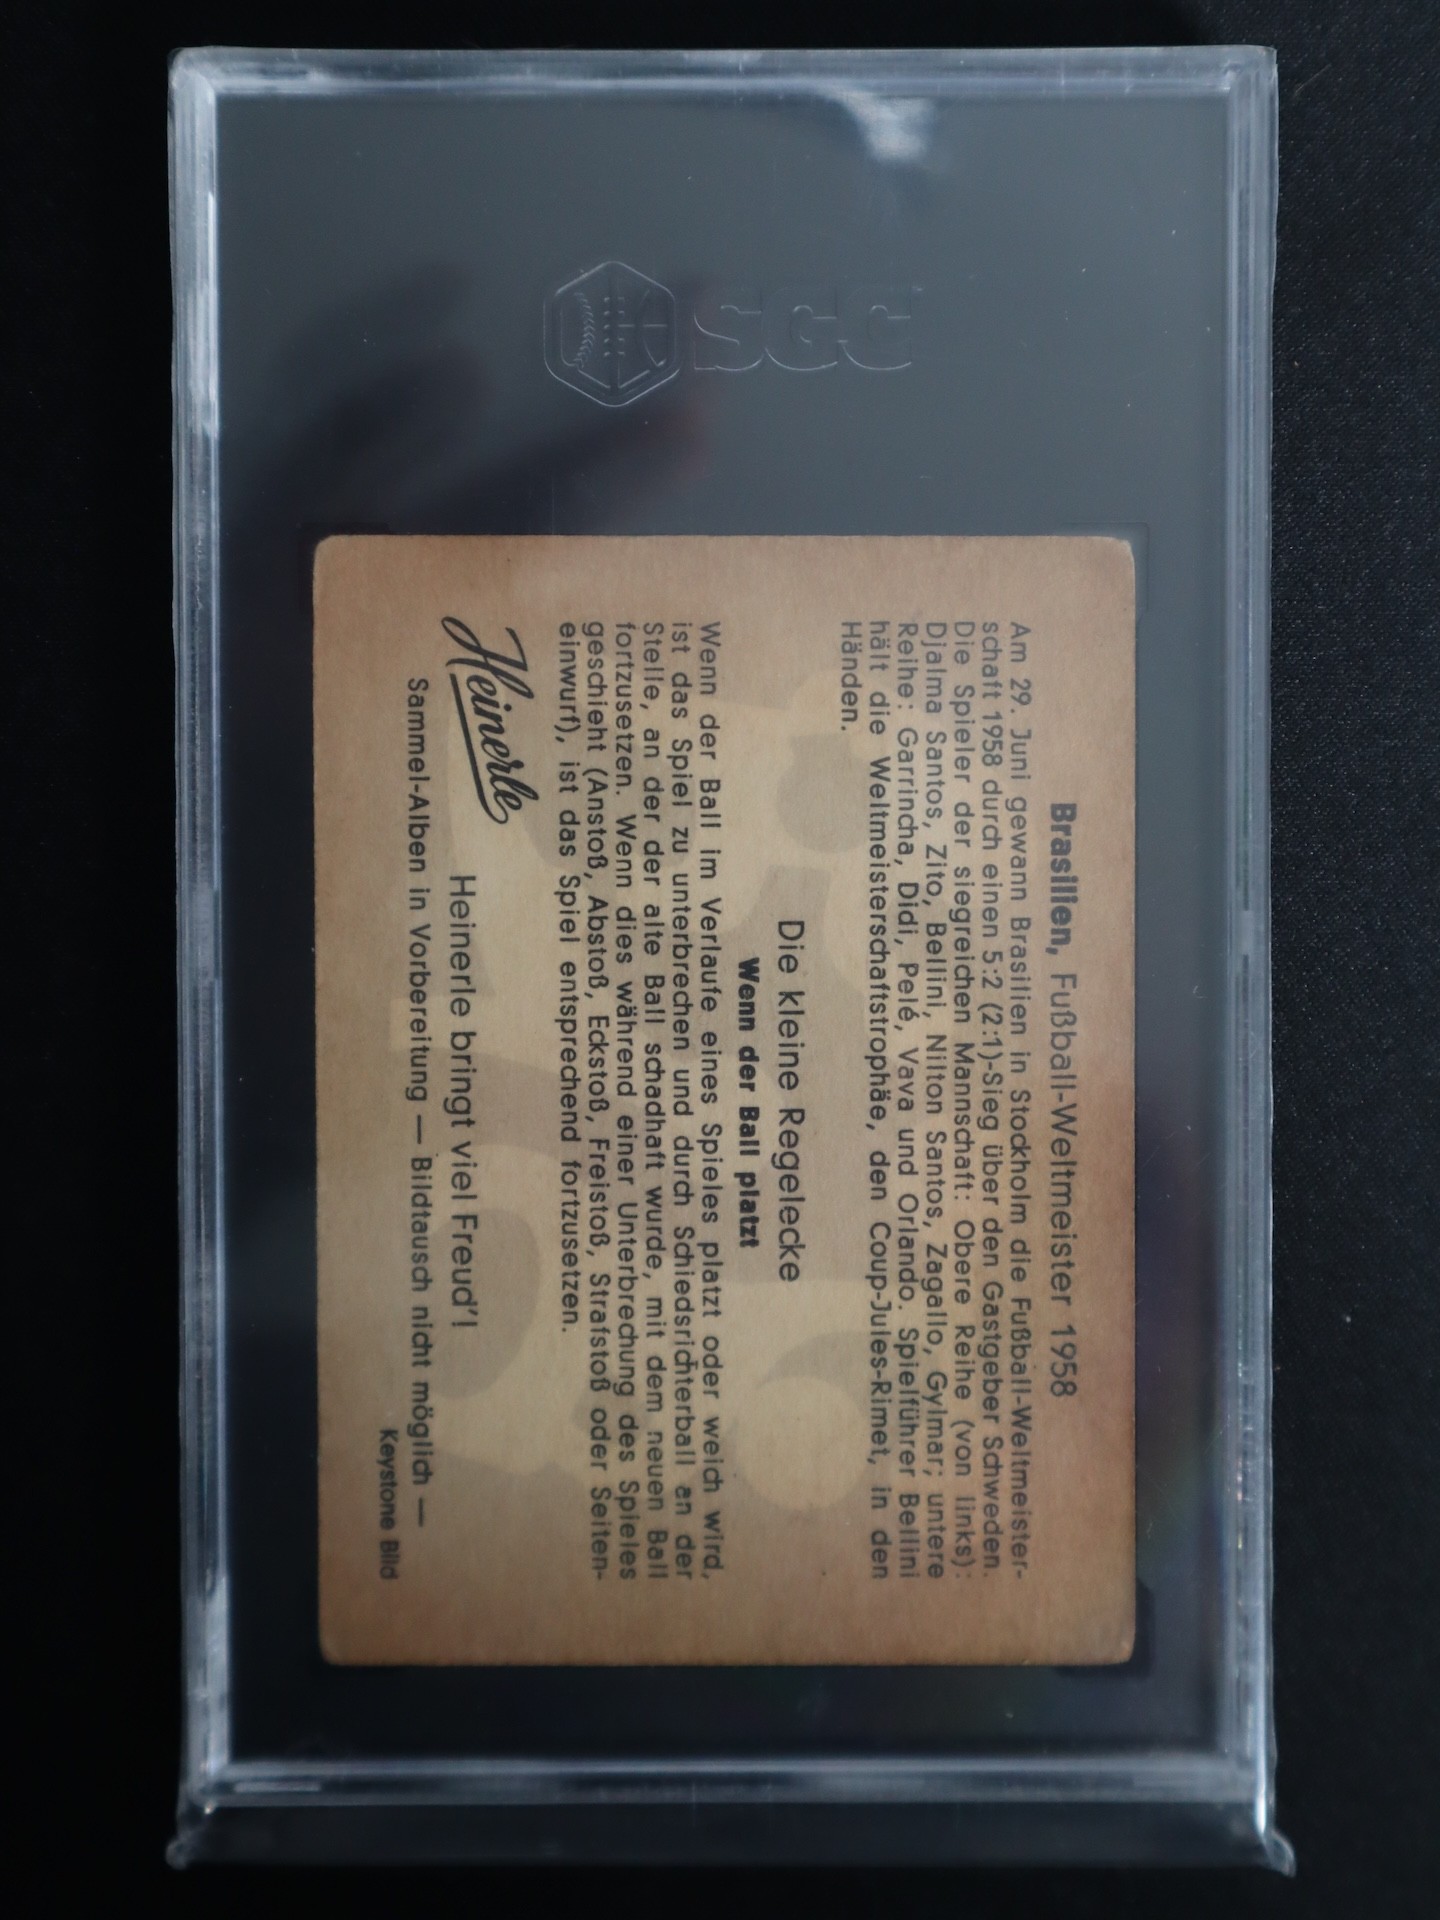 SGC
Brasilien, Fußball-Weltmeister 1958
Am 29. Juni gewann Brasilien in Stockholm die Fußball-Weltmeister-
schaft 1958 durch einen 5:2 (2:1)-Sieg über den Gastgeber Schweden.
Die Spieler der siegreichen Mannschaft: Obere Reihe (von links):
Djalma Santos, Zito, Bellini, Nilton Santos, Zagallo, Gylmar; untere
Reihe: Garrincha, Didi, Pelé, Vava und Orlando. Spielführer Bellini
hält die Weltmeisterschaftstrophäe, den Coup-Jules-Rimet, in den
Händen.
Die kleine Regelecke
Wenn der Ball platzt
Wenn der Ball im Verlaufe eines Spieles platzt oder weich wird,
ist das Spiel zu unterbrechen und durch Schiedsrichterball an der
Stelle, an der der alte Ball schadhaft wurde, mit dem neuen Ball
fortzusetzen. Wenn dies während einer Unterbrechung des Spieles
geschieht (Anstoß, Abstoß, Eckstoß, Freistoß, Strafstoß oder Seiten-
einwurf), ist das Spiel entsprechend fortzusetzen.
Heinerle Heinerle bringt viel Freud'!
Sammel-Alben in Vorbereitung — Bildtausch nicht möglich —
Keystone Bild